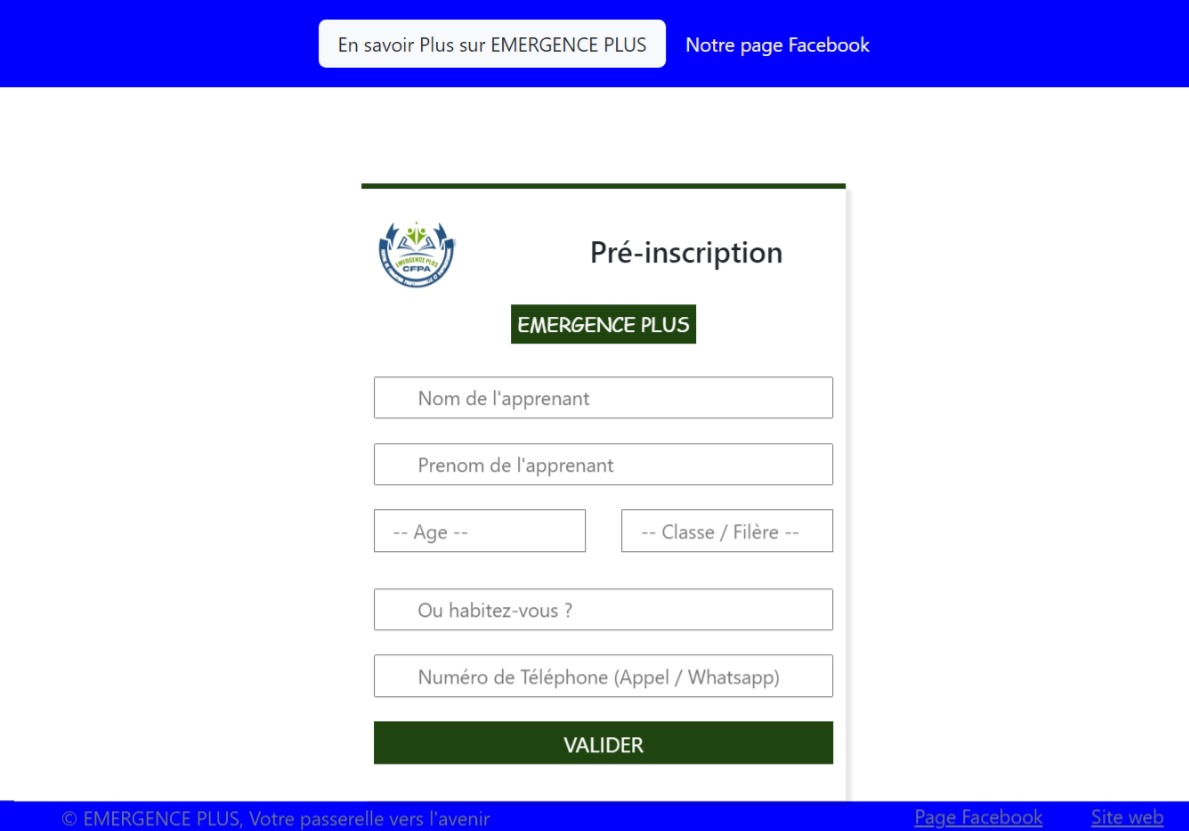 En savoir Plus sur EMERGENCE PLUS Notre page Facebook
Pré-inscription
EMERGENCE PLUS
CFPA
EMERGENCE PLUS
Nom de l'apprenant
Prenom de l'apprenant
-- Age -- -- Classe / Filère --
Ou habitez-vous ?
Numéro de Téléphone (Appel / Whatsapp)
VALIDER
© EMERGENCE PLUS, Votre passerelle vers l'avenir Page Facebook Site web